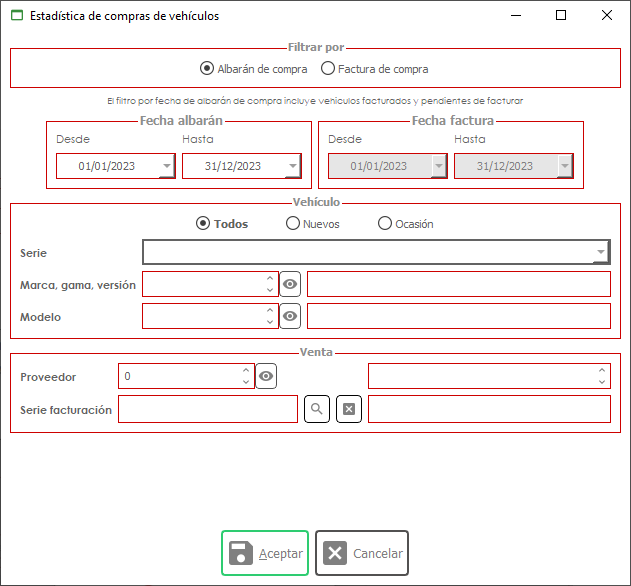 Estadística de compras de vehículos
Filtrar por
Albarán de compra Factura de compra
El filtro por fecha de albarán de compra incluye vehículos facturados y pendientes de facturar
Fecha albarán Fecha factura
Desde Hasta Desde Hasta
01/01/2023 31/12/2023 01/01/2023 31/12/2023
Vehículo
Todos Nuevos Ocasión
Serie
Marca, gama, versión
Modelo
Venta
Proveedor 0
Serie facturación
Aceptar Cancelar